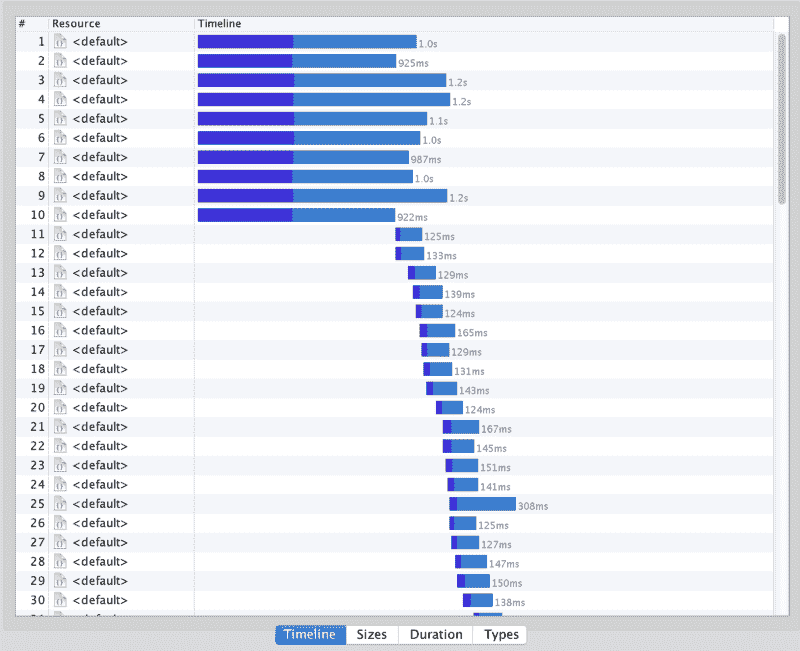 # Resource Timeline
1 <default> 1.0s
2 <default> 925ms
3 <default> 1.2s
4 <default> 1.2s
5 <default> 1.1s
6 <default> 1.0s
7 <default> 987ms
8 <default> 1.0s
9 <default> 1.2s
10 <default> 922ms
11 <default> 125ms
12 <default> 133ms
13 <default> 129ms
14 <default> 139ms
15 <default> 124ms
16 <default> 165ms
17 <default> 129ms
18 <default> 131ms
19 <default> 143ms
20 <default> 124ms
21 <default> 167ms
22 <default> 145ms
23 <default> 151ms
24 <default> 141ms
25 <default> 308ms
26 <default> 125ms
27 <default> 127ms
28 <default> 147ms
29 <default> 150ms
30 <default> 138ms
Timeline Sizes Duration Types